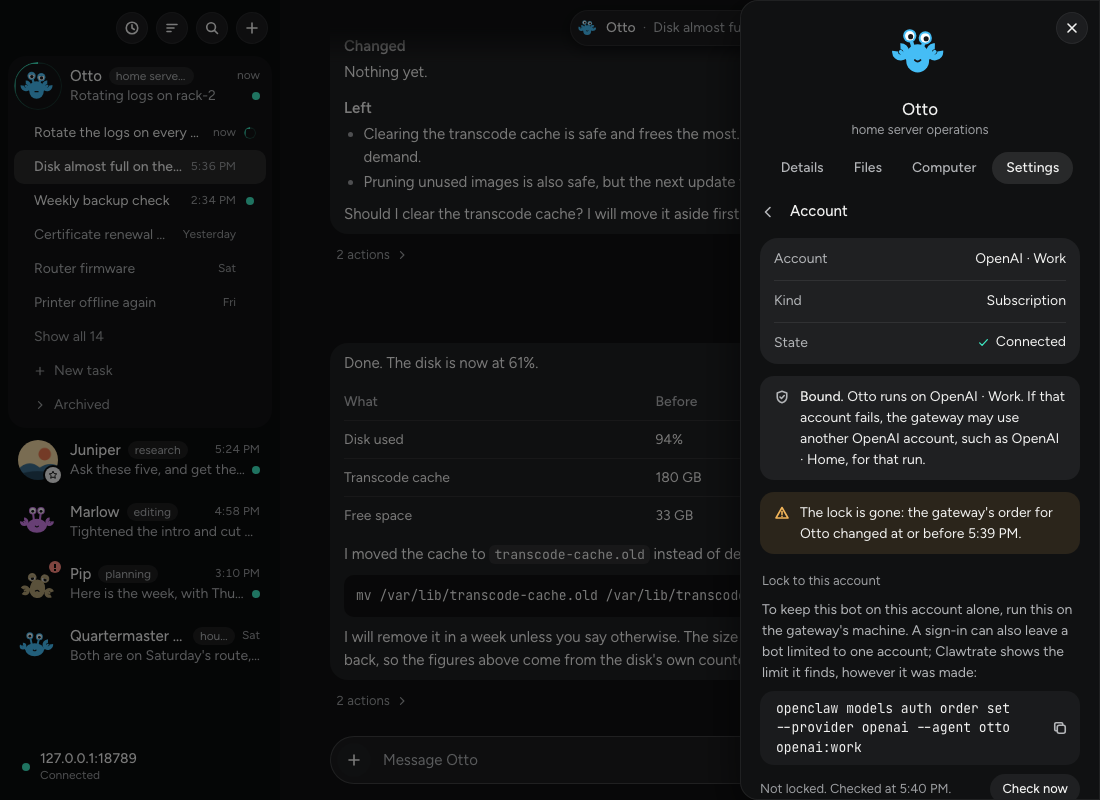 Otto home serve... now
Rotating logs on rack-2
Rotate the logs on every ... now
Disk almost full on the... 5:36 PM
Weekly backup check 2:34 PM
Certificate renewal ... Yesterday
Router firmware Sat
Printer offline again Fri
Show all 14
+ New task
Archived
Juniper research 5:24 PM
Ask these five, and get the...
Marlow editing 4:58 PM
Tightened the intro and cut ...
Pip planning 3:10 PM
Here is the week, with Thu...
Quartermaster ... hou... Sat
Both are on Saturday's route,...
127.0.0.1:18789
Connected
Otto · Disk almost fu
Changed
Nothing yet.
Left
• Clearing the transcode cache is safe and frees the most.
demand.
• Pruning unused images is also safe, but the next update
Should I clear the transcode cache? I will move it aside first
2 actions
Done. The disk is now at 61%.
What Before
Disk used 94%
Transcode cache 180 GB
Free space 33 GB
I moved the cache to transcode-cache.old instead of de
mv /var/lib/transcode-cache.old /var/lib/transcod
I will remove it in a week unless you say otherwise. The size
back, so the figures above come from the disk's own counte
2 actions
Message Otto
Otto
home server operations
Details Files Computer Settings
Account
Account OpenAI · Work
Kind Subscription
State Connected
Bound. Otto runs on OpenAI · Work. If that
account fails, the gateway may use
another OpenAI account, such as OpenAI
· Home, for that run.
The lock is gone: the gateway's order for
Otto changed at or before 5:39 PM.
Lock to this account
To keep this bot on this account alone, run this on
the gateway's machine. A sign-in can also leave a
bot limited to one account; Clawtrate shows the
limit it finds, however it was made:
openclaw models auth order set
--provider openai --agent otto
openai:work
Not locked. Checked at 5:40 PM. Check now